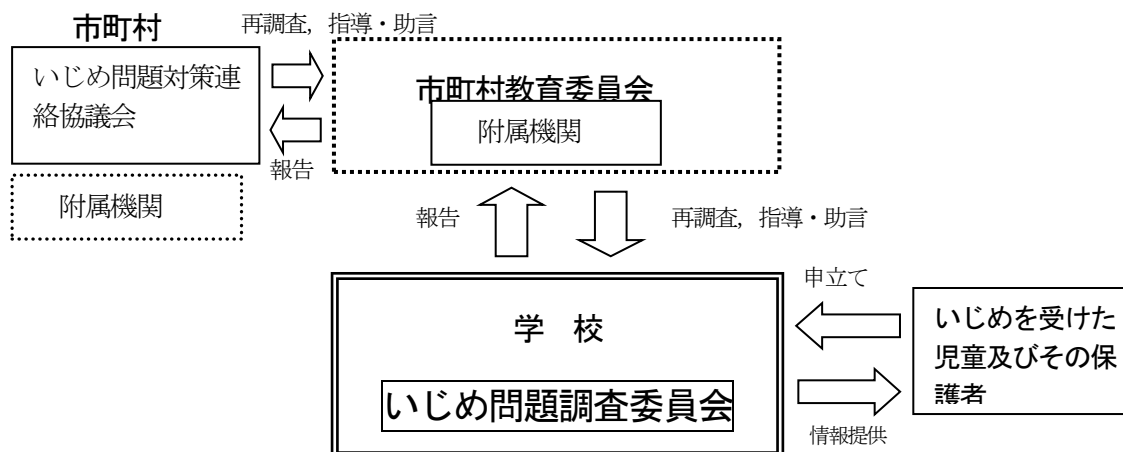 市町村
再調査,指導・助言
いじめ問題対策連
絡協議会
市町村教育委員会
附属機関
報告
附属機関
報告
再調査,指導・助言
申立て
学 校
いじめを受けた
児童及びその保
護者
いじめ問題調査委員会
情報提供